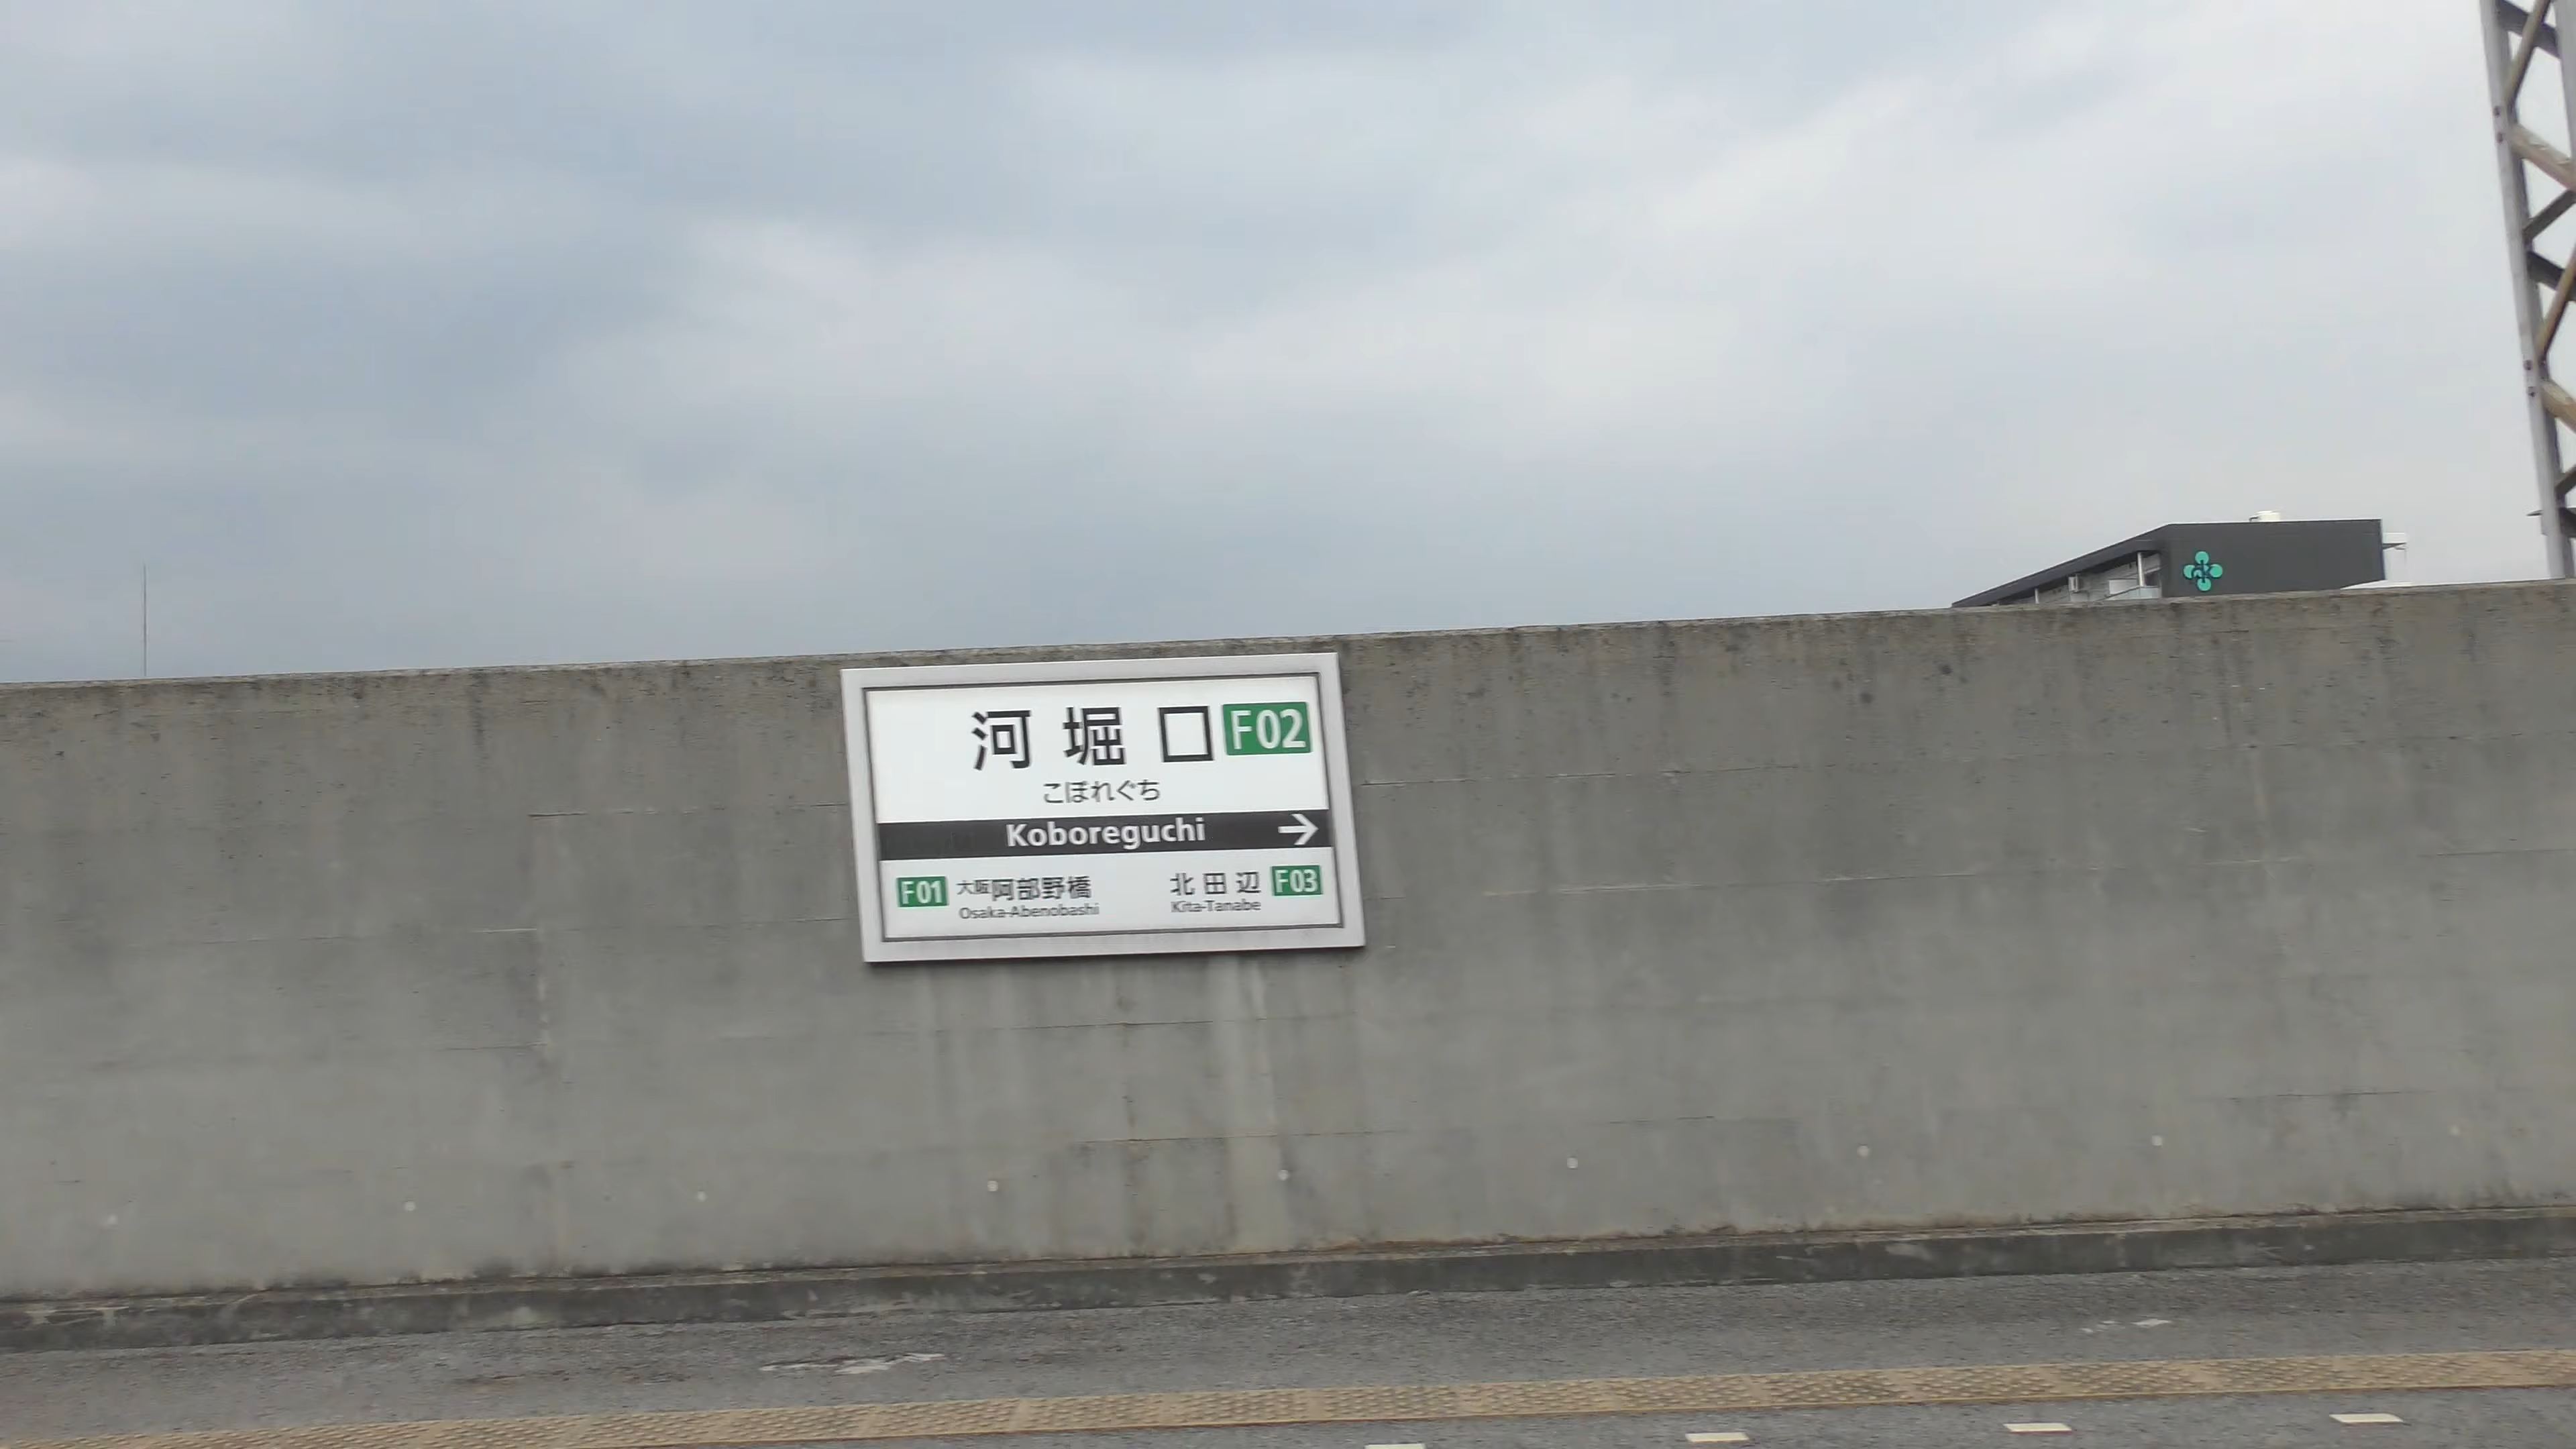 河堀口 F02
こぼれぐち
Koboreguchi →
F01 大阪阿部野橋 北田辺 F03
Osaka-Abenobashi Kita-Tanabe